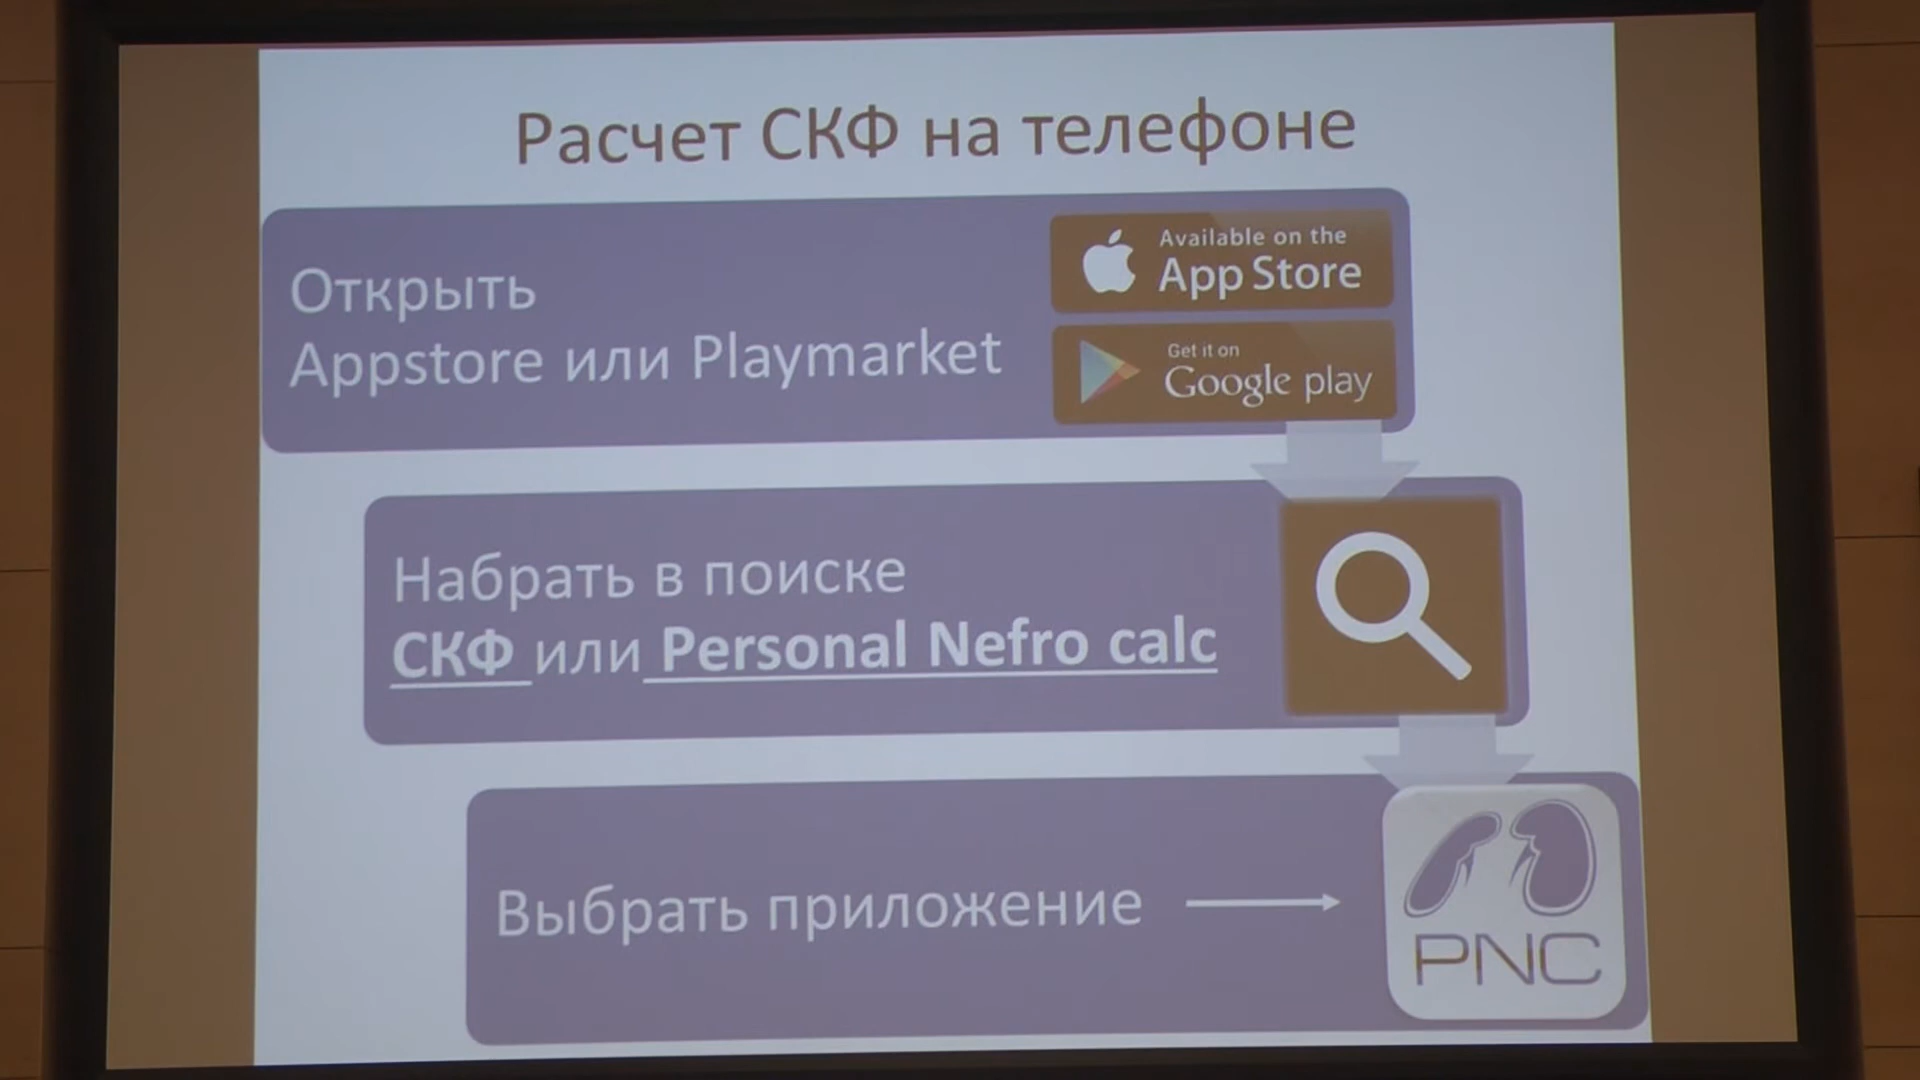 Расчет СКФ на телефоне
Открыть
Appstore или Playmarket
Available on the
App Store
Get it on
Google play
Набрать в поиске
СКФ или Personal Nefro calc
Выбрать приложение
PNC